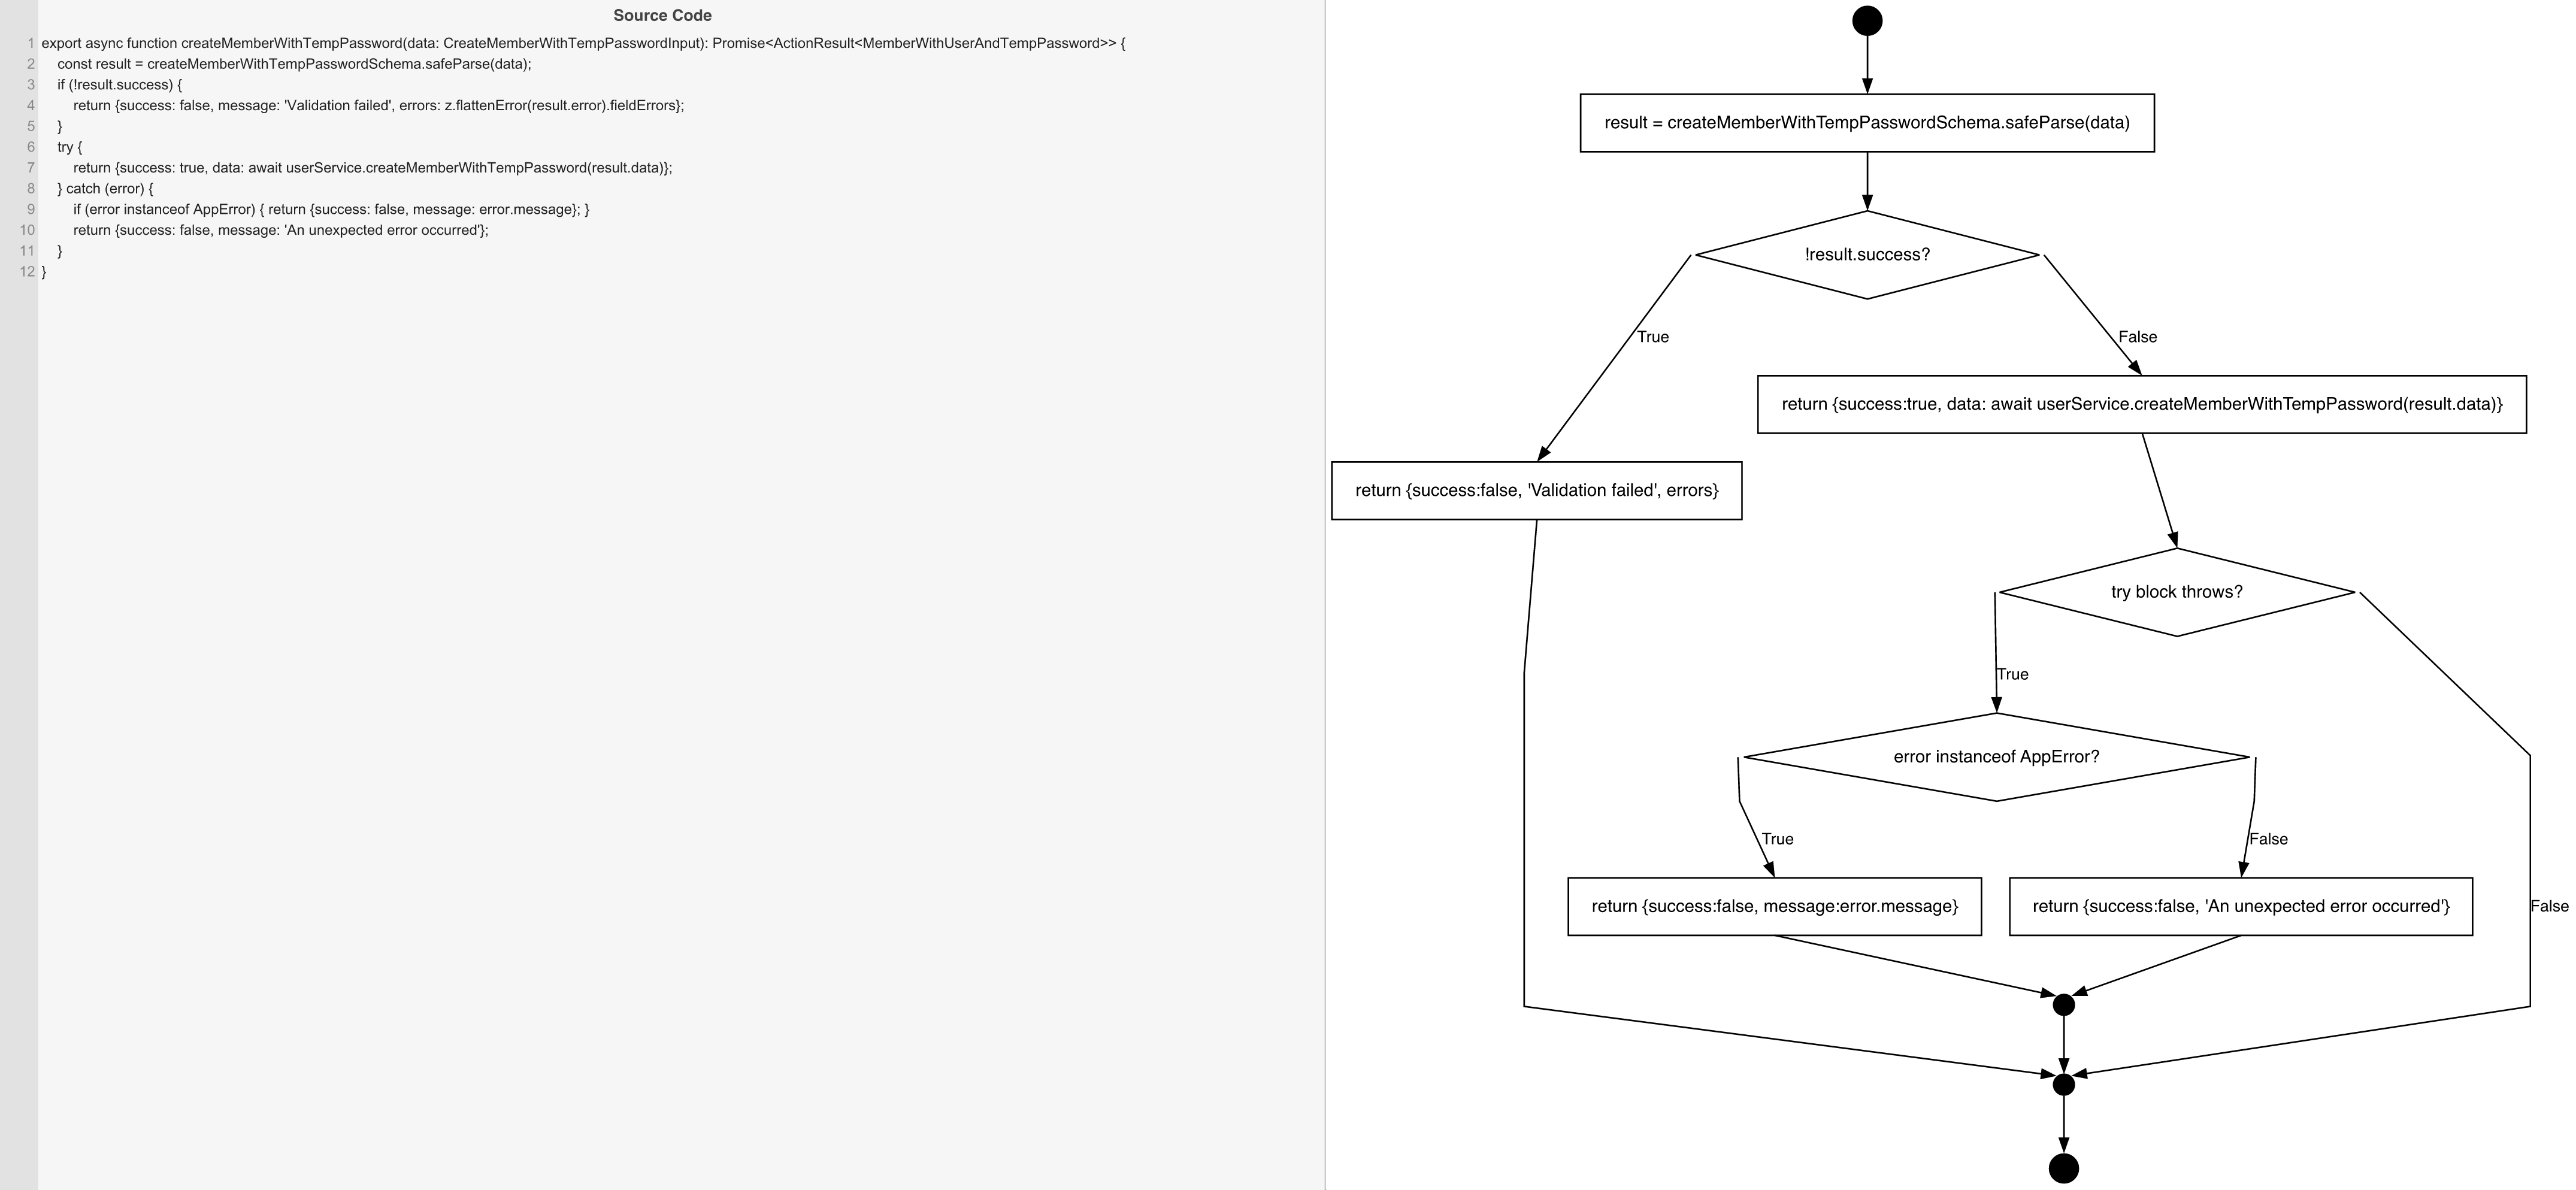 Source Code
1 export async function createMemberWithTempPassword(data: CreateMemberWithTempPasswordInput): Promise<ActionResult<MemberWithUserAndTempPassword>> {
2 const result = createMemberWithTempPasswordSchema.safeParse(data);
3 if (!result.success) {
4 return {success: false, message: 'Validation failed', errors: z.flattenError(result.error).fieldErrors};
5 }
6 try {
7 return {success: true, data: await userService.createMemberWithTempPassword(result.data)};
8 } catch (error) {
9 if (error instanceof AppError) { return {success: false, message: error.message}; }
10 return {success: false, message: 'An unexpected error occurred'};
11 }
12 }
result = createMemberWithTempPasswordSchema.safeParse(data)
!result.success?
True
False
return {success:true, data: await userService.createMemberWithTempPassword(result.data)}
return {success:false, 'Validation failed', errors}
try block throws?
True
error instanceof AppError?
True
False
return {success:false, message:error.message}
return {success:false, 'An unexpected error occurred'}
False